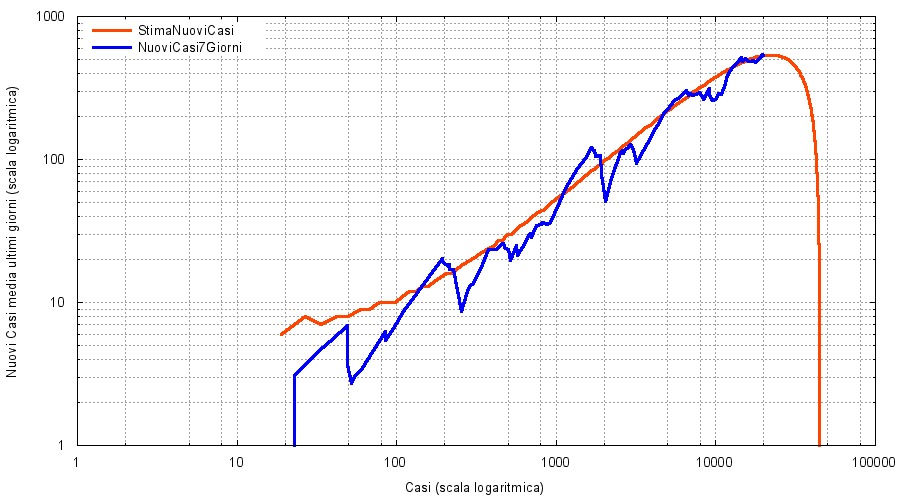 1000
100
10
1
1
10
100
1000
10000
100000
StimaNuoviCasi
NuoviCasi7Giorni
Nuovi Casi media ultimi giorni (scala logaritmica)
Casi (scala logaritmica)